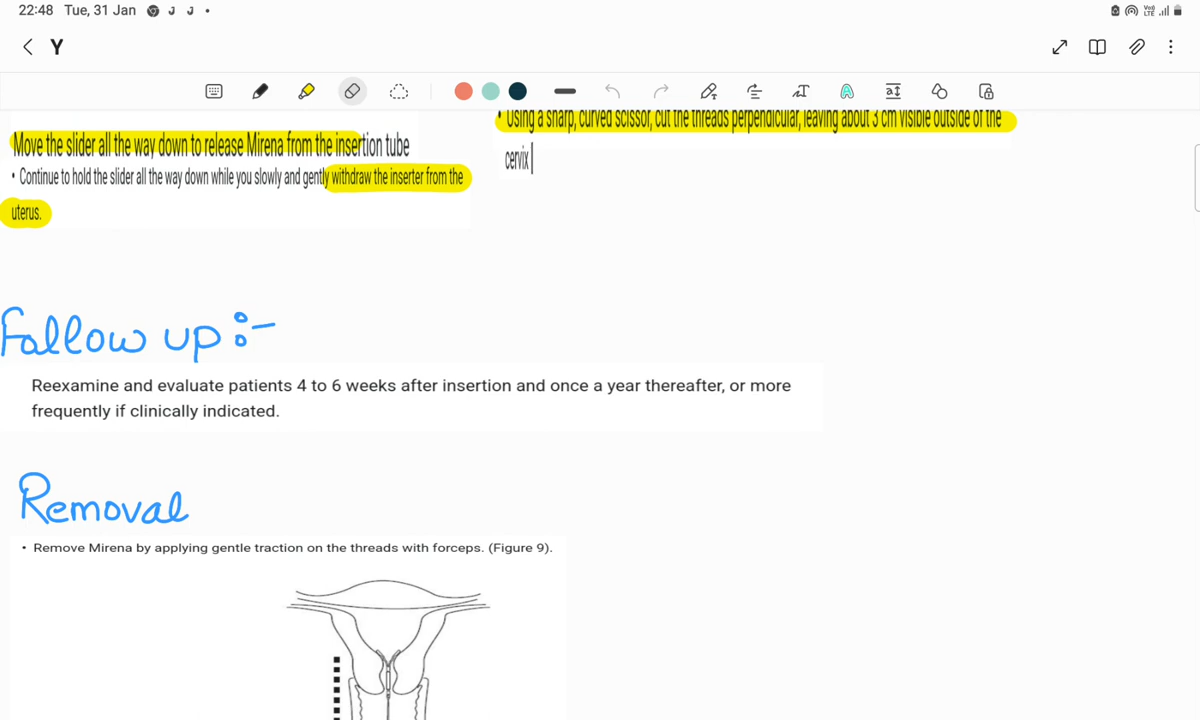 22:48 Tue, 31 Jan
Y
Move the slider all the way down to release Mirena from the insertion tube
• Continue to hold the slider all the way down while you slowly and gently withdraw the inserter from the
uterus.
• Using a sharp, curved scissor, cut the threads perpendicular, leaving about 3 cm visible outside of the
cervix
Follow up :-
Reexamine and evaluate patients 4 to 6 weeks after insertion and once a year thereafter, or more
frequently if clinically indicated.
Removal
• Remove Mirena by applying gentle traction on the threads with forceps. (Figure 9).